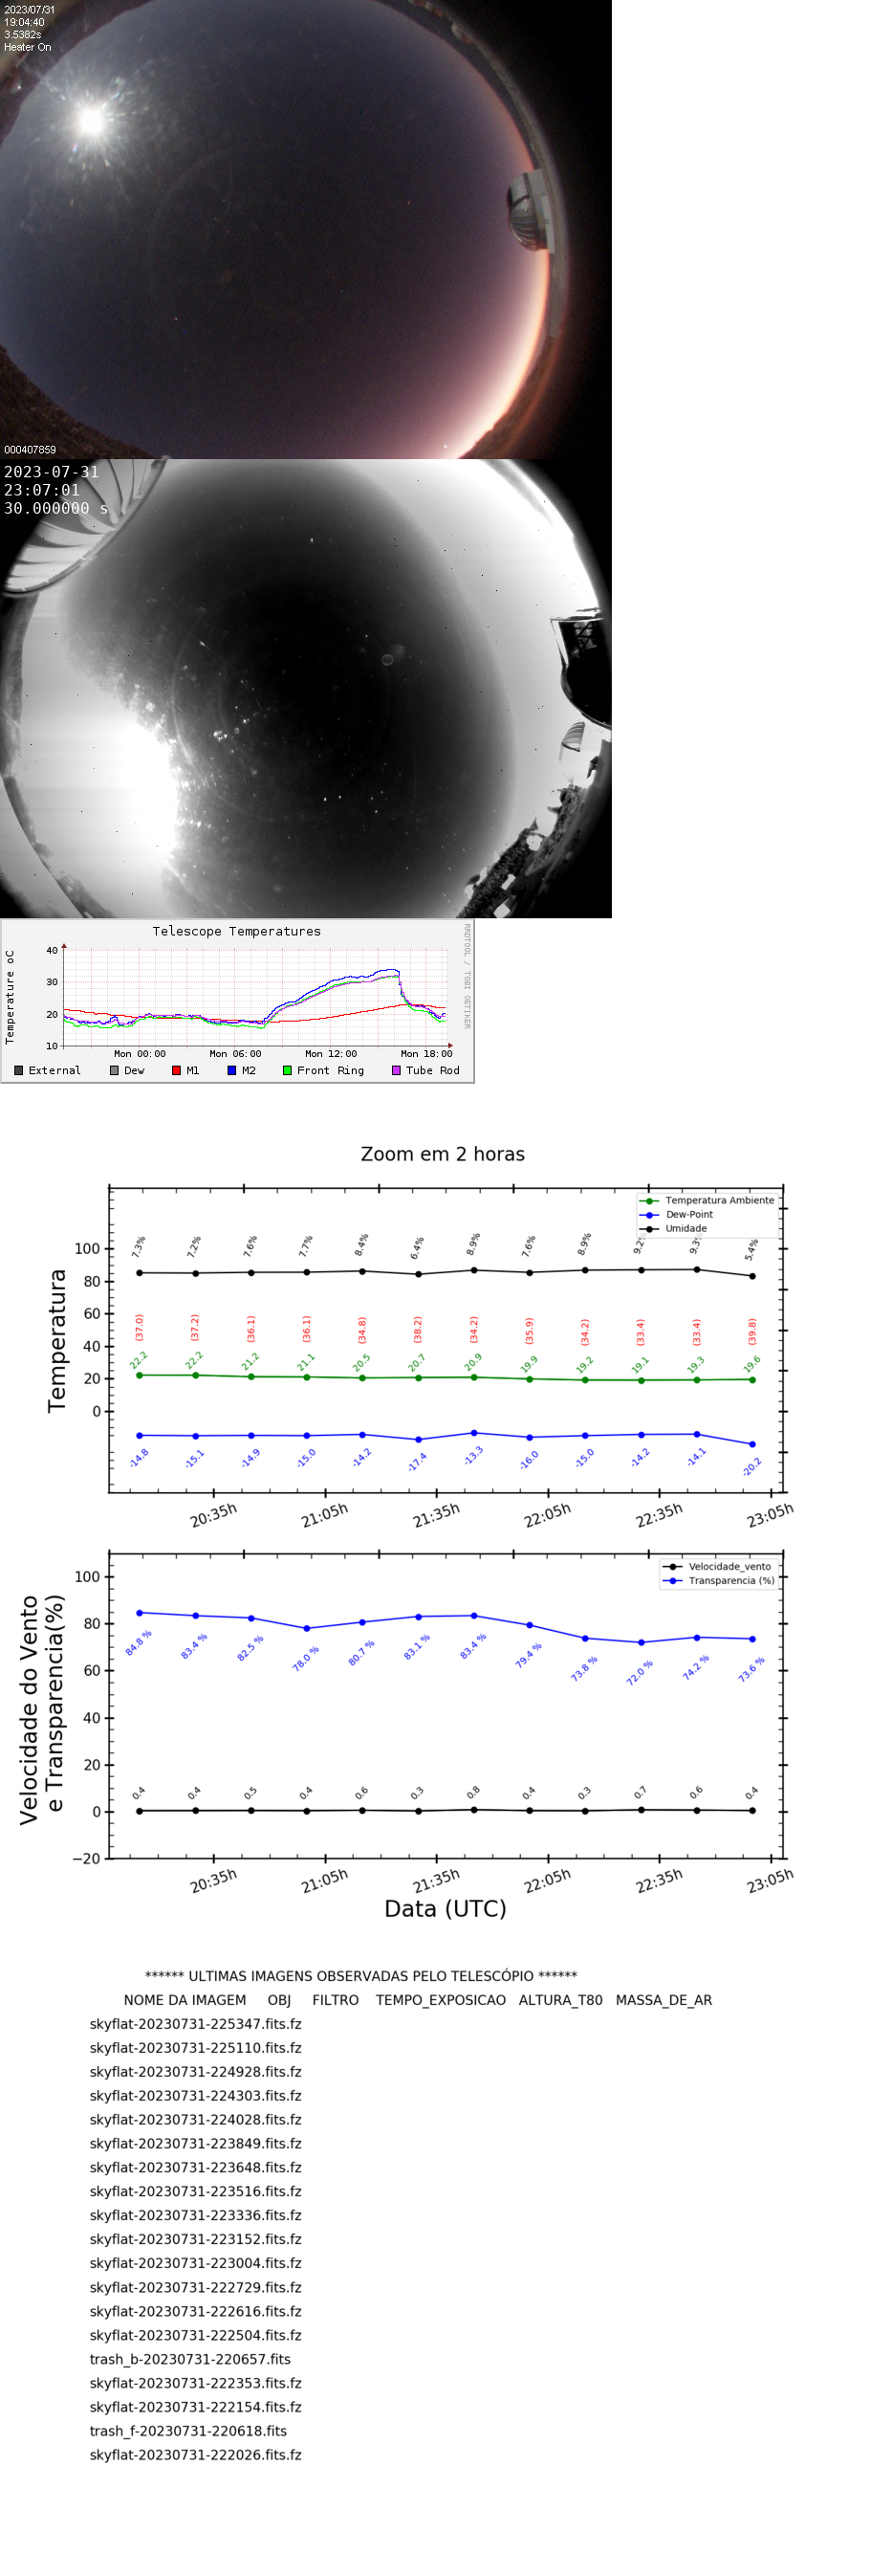 2023/07/31
19:04:40
3.5382s
Heater On
000407859
2023-07-31
23:07:01
30.000000 s
Telescope Temperatures
RRDTOOL / TOBI OETIKER
Temperature oC
40
30
20
10
Mon 00:00 Mon 06:00 Mon 12:00 Mon 18:00
External Dew M1 M2 Front Ring Tube Rod
Zoom em 2 horas
Temperatura Ambiente
Dew-Point
Umidade
Temperatura
100
80
60
40
20
0
7.3% 7.2% 7.6% 7.7% 8.4% 6.4% 8.9% 7.6% 8.9% 9.2% 9.3% 5.4%
(37.0) (37.2) (36.1) (36.1) (34.8) (38.2) (34.2) (35.9) (34.2) (33.4) (33.4) (39.8)
22.2 22.2 21.2 21.1 20.5 20.7 20.9 19.9 19.2 19.1 19.3 19.6
-14.8 -15.1 -14.9 -15.0 -14.2 -17.4 -13.3 -16.0 -15.0 -14.2 -14.1 -20.2
20:35h 21:05h 21:35h 22:05h 22:35h 23:05h
Velocidade_vento
Transparencia (%)
Velocidade do Vento
e Transparencia(%)
100
80
60
40
20
0
−20
84.8 % 83.4 % 82.5 % 78.0 % 80.7 % 83.1 % 83.4 % 79.4 % 73.8 % 72.0 % 74.2 % 73.6 %
0.4 0.4 0.5 0.4 0.6 0.3 0.8 0.4 0.3 0.7 0.6 0.4
20:35h 21:05h 21:35h 22:05h 22:35h 23:05h
Data (UTC)
****** ULTIMAS IMAGENS OBSERVADAS PELO TELESCÓPIO ******
NOME DA IMAGEM OBJ FILTRO TEMPO_EXPOSICAO ALTURA_T80 MASSA_DE_AR
skyflat-20230731-225347.fits.fz
skyflat-20230731-225110.fits.fz
skyflat-20230731-224928.fits.fz
skyflat-20230731-224303.fits.fz
skyflat-20230731-224028.fits.fz
skyflat-20230731-223849.fits.fz
skyflat-20230731-223648.fits.fz
skyflat-20230731-223516.fits.fz
skyflat-20230731-223336.fits.fz
skyflat-20230731-223152.fits.fz
skyflat-20230731-223004.fits.fz
skyflat-20230731-222729.fits.fz
skyflat-20230731-222616.fits.fz
skyflat-20230731-222504.fits.fz
trash_b-20230731-220657.fits
skyflat-20230731-222353.fits.fz
skyflat-20230731-222154.fits.fz
trash_f-20230731-220618.fits
skyflat-20230731-222026.fits.fz